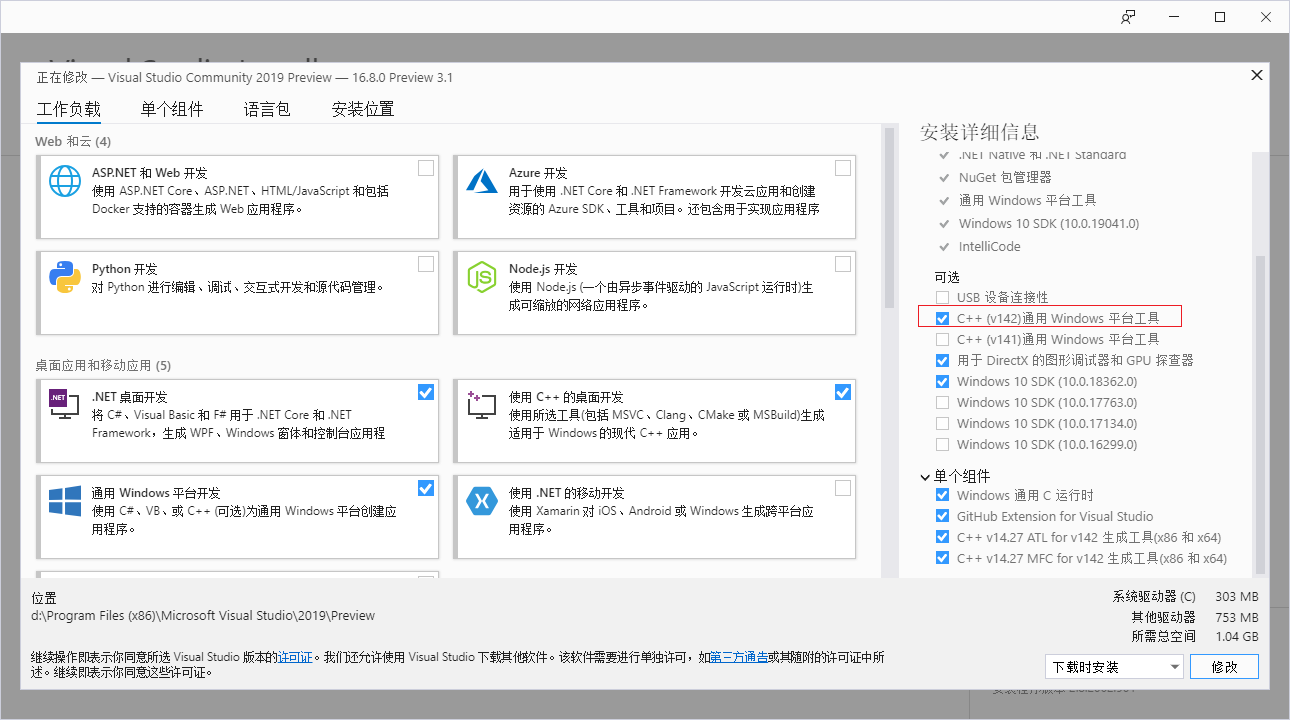 正在修改 — Visual Studio Community 2019 Preview — 16.8.0 Preview 3.1
工作负载 单个组件 语言包 安装位置
Web 和云 (4)
ASP.NET 和 Web 开发
使用 ASP.NET Core、ASP.NET、HTML/JavaScript 和包括
Docker 支持的容器生成 Web 应用程序。
Azure 开发
用于使用 .NET Core 和 .NET Framework 开发云应用和创建
资源的 Azure SDK、工具和项目。还包含用于实现应用程序
Python 开发
对 Python 进行编辑、调试、交互式开发和源代码管理。
Node.js 开发
使用 Node.js (一个由异步事件驱动的 JavaScript 运行时)生
成可缩放的网络应用程序。
桌面应用和移动应用 (5)
.NET
.NET 桌面开发
将 C#、Visual Basic 和 F# 用于 .NET Core 和 .NET
Framework，生成 WPF、Windows 窗体和控制台应用程
使用 C++ 的桌面开发
使用所选工具(包括 MSVC、Clang、CMake 或 MSBuild)生成
适用于 Windows 的现代 C++ 应用。
通用 Windows 平台开发
使用 C#、VB、或 C++ (可选)为通用 Windows 平台创建应
用程序。
使用 .NET 的移动开发
使用 Xamarin 对 iOS、Android 或 Windows 生成跨平台应
用程序。
安装详细信息
.NET Native 和 .NET Standard
NuGet 包管理器
通用 Windows 平台工具
Windows 10 SDK (10.0.19041.0)
IntelliCode
可选
USB 设备连接性
C++ (v142)通用 Windows 平台工具
C++ (v141)通用 Windows 平台工具
用于 DirectX 的图形调试器和 GPU 探查器
Windows 10 SDK (10.0.18362.0)
Windows 10 SDK (10.0.17763.0)
Windows 10 SDK (10.0.17134.0)
Windows 10 SDK (10.0.16299.0)
单个组件
Windows 通用 C 运行时
GitHub Extension for Visual Studio
C++ v14.27 ATL for v142 生成工具(x86 和 x64)
C++ v14.27 MFC for v142 生成工具(x86 和 x64)
位置
d:\Program Files (x86)\Microsoft Visual Studio\2019\Preview
系统驱动器 (C) 303 MB
其他驱动器 753 MB
所需总空间 1.04 GB
继续操作即表示你同意所选 Visual Studio 版本的许可证。我们还允许使用 Visual Studio 下载其他软件。该软件需要进行单独许可，如第三方通告或其随附的许可证中所
述。继续即表示你同意这些许可证。
下载时安装 修改